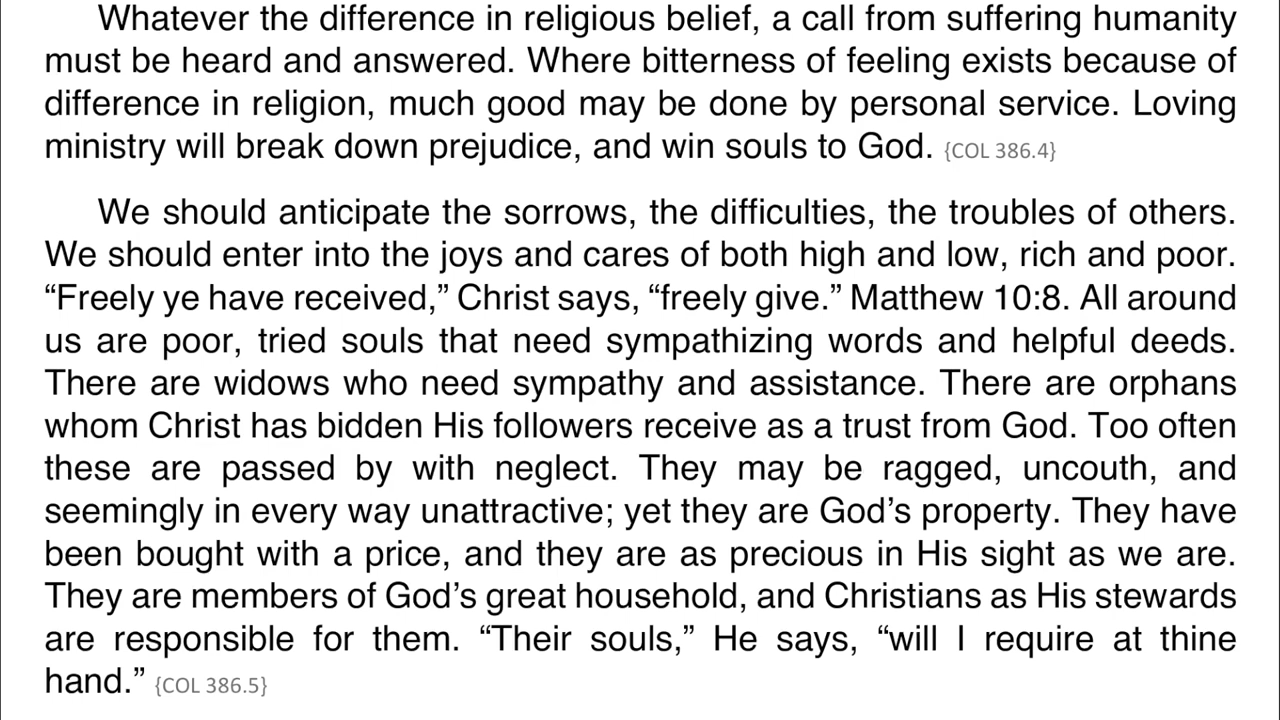 Whatever the difference in religious belief, a call from suffering humanity
must be heard and answered. Where bitterness of feeling exists because of
difference in religion, much good may be done by personal service. Loving
ministry will break down prejudice, and win souls to God. {COL 386.4}
We should anticipate the sorrows, the difficulties, the troubles of others.
We should enter into the joys and cares of both high and low, rich and poor.
“Freely ye have received,” Christ says, “freely give.” Matthew 10:8. All around
us are poor, tried souls that need sympathizing words and helpful deeds.
There are widows who need sympathy and assistance. There are orphans
whom Christ has bidden His followers receive as a trust from God. Too often
these are passed by with neglect. They may be ragged, uncouth, and
seemingly in every way unattractive; yet they are God’s property. They have
been bought with a price, and they are as precious in His sight as we are.
They are members of God’s great household, and Christians as His stewards
are responsible for them. “Their souls,” He says, “will I require at thine
hand.” {COL 386.5}